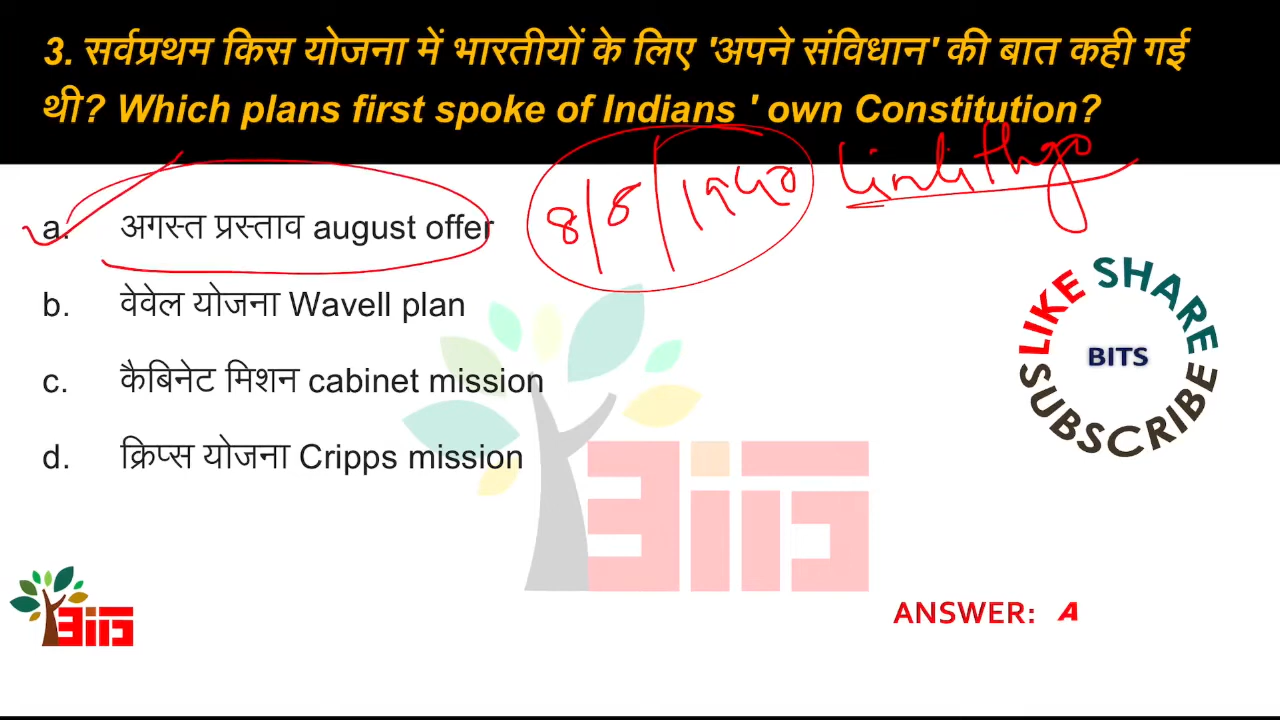 3. सर्वप्रथम किस योजना में भारतीयों के लिए 'अपने संविधान' की बात कही गई
थी? Which plans first spoke of Indians ' own Constitution?
8/8/1940 Linlithgo
a. अगस्त प्रस्ताव august offer
b. वेवेल योजना Wavell plan
c. कैबिनेट मिशन cabinet mission
d. क्रिप्स योजना Cripps mission
LIKE SHARE SUBSCRIBE
BITS
ANSWER: A